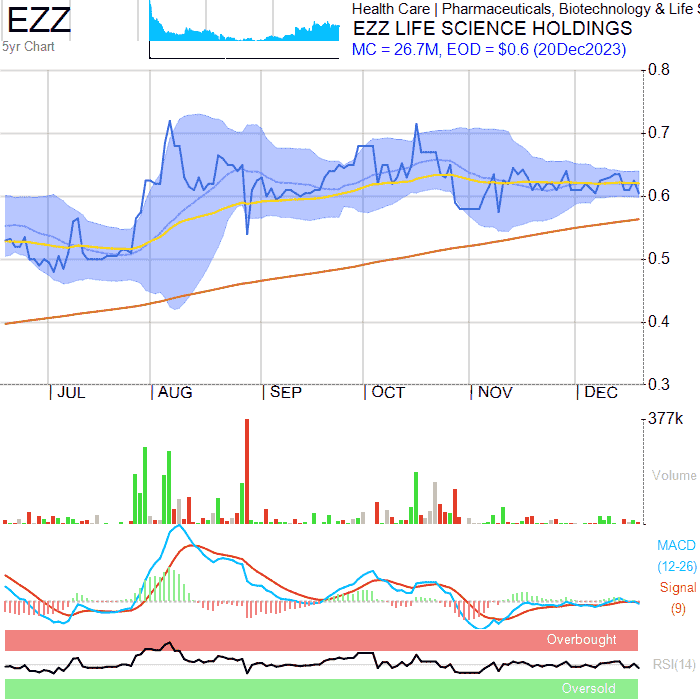 EZZ
5yr Chart
Health Care | Pharmaceuticals, Biotechnology & Life S
EZZ LIFE SCIENCE HOLDINGS
MC = 26.7M, EOD = $0.6 (20Dec2023)
0.8
0.7
0.6
0.5
0.4
0.3
| JUL | AUG | SEP | OCT | NOV | DEC
377k
Volume
MACD
(12-26)
Signal
(9)
Overbought
RSI(14)
Oversold